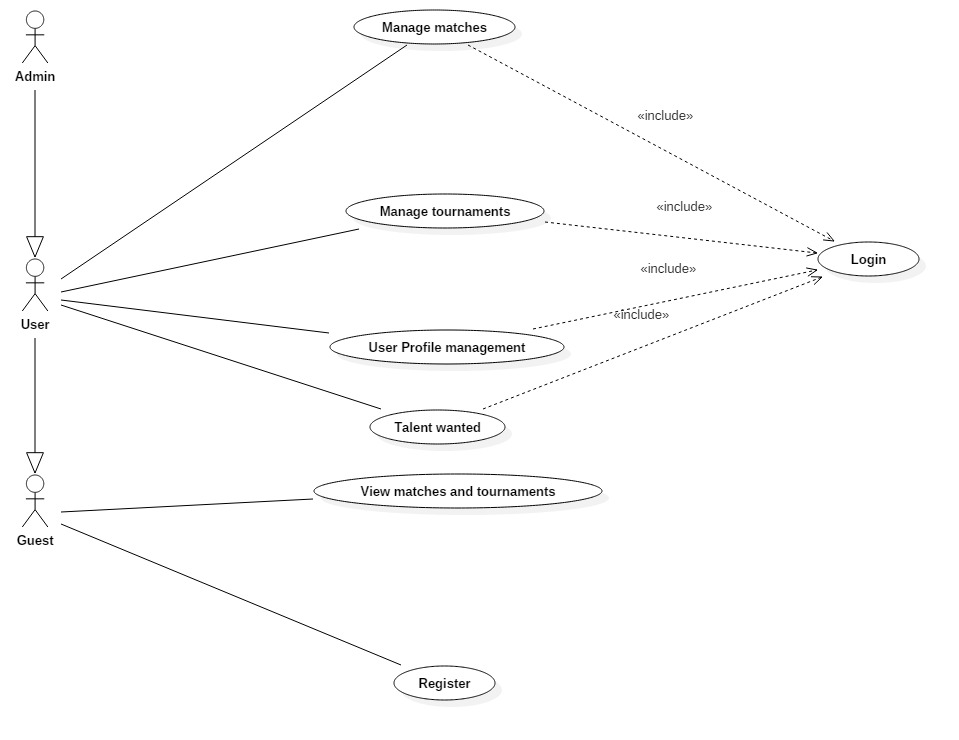 Manage matches
Admin
«include»
Manage tournaments
«include»
Login
«include»
«include»
User
User Profile management
Talent wanted
View matches and tournaments
Guest
Register